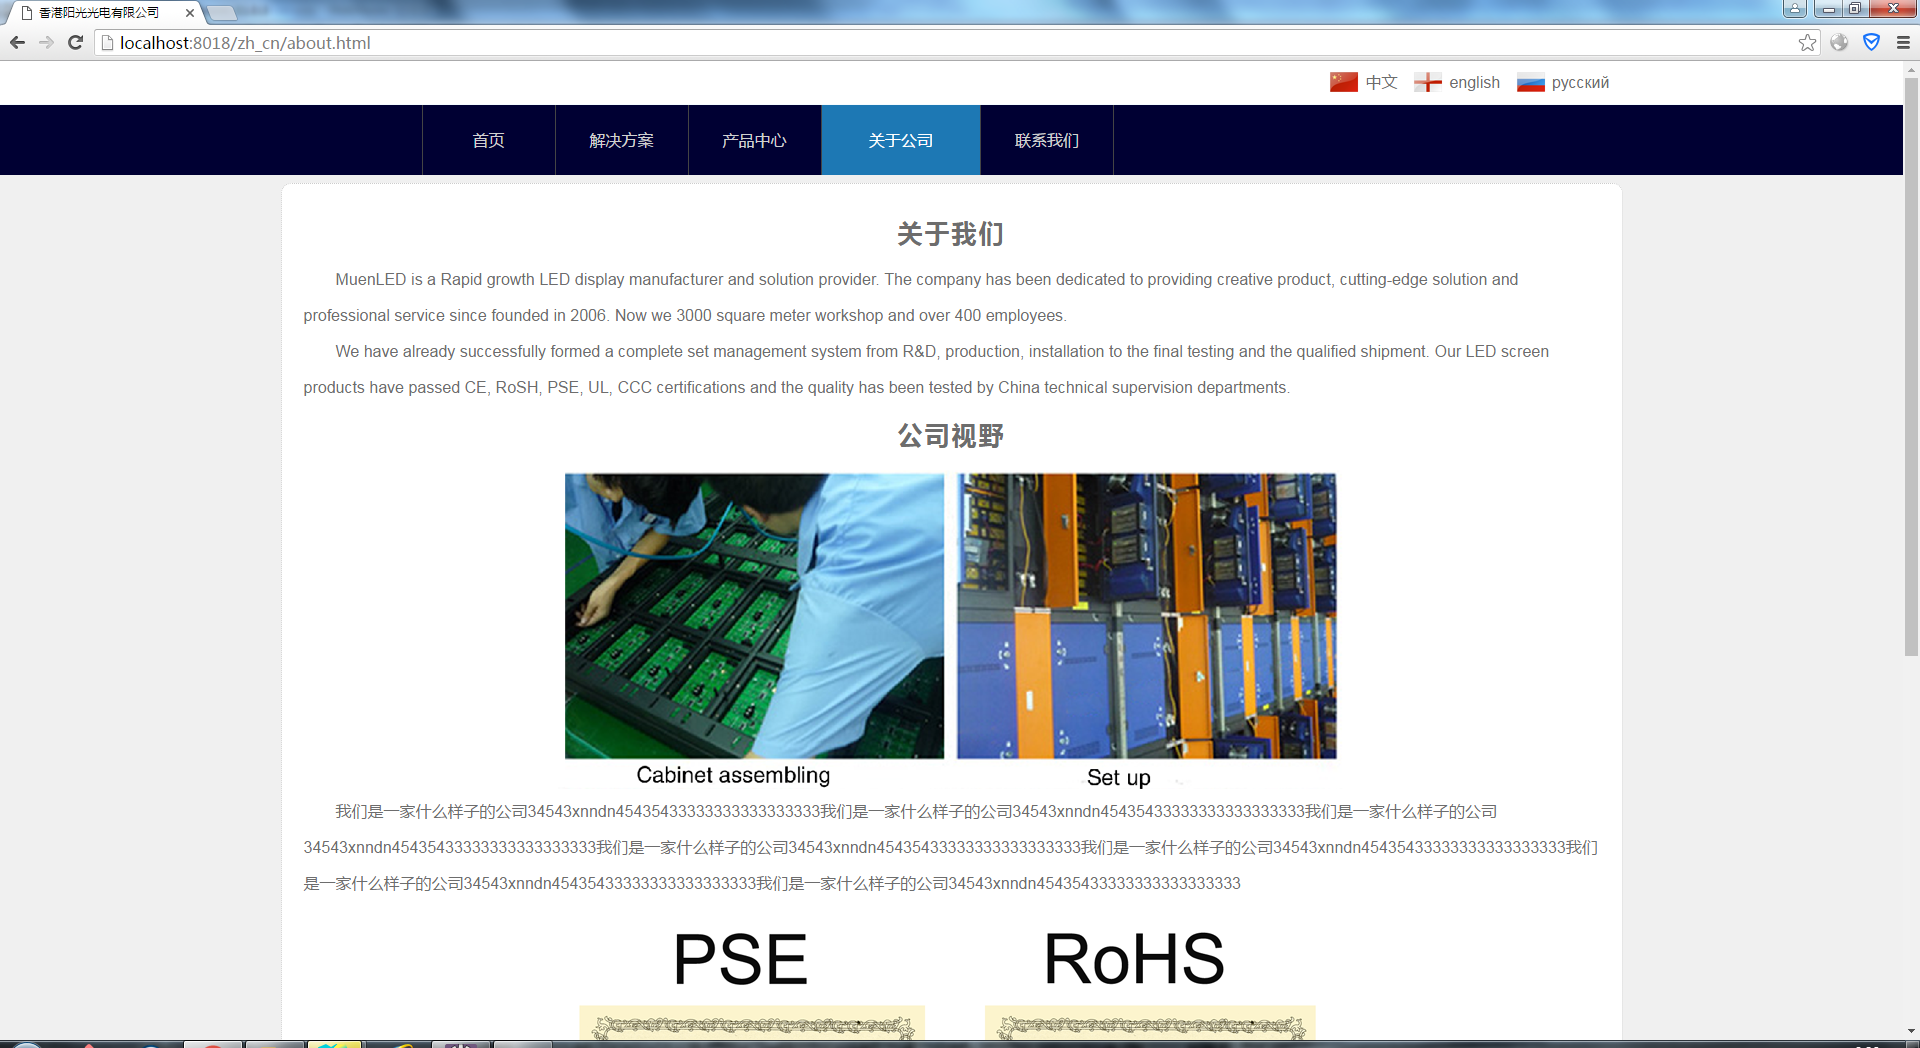 香港阳光光电有限公司
localhost:8018/zh_cn/about.html
中文 english русский
首页 解决方案 产品中心 关于公司 联系我们
关于我们
MuenLED is a Rapid growth LED display manufacturer and solution provider. The company has been dedicated to providing creative product, cutting-edge solution and
professional service since founded in 2006. Now we 3000 square meter workshop and over 400 employees.
We have already successfully formed a complete set management system from R&D, production, installation to the final testing and the qualified shipment. Our LED screen
products have passed CE, RoSH, PSE, UL, CCC certifications and the quality has been tested by China technical supervision departments.
公司视野
Cabinet assembling Set up
我们是一家什么样子的公司34543xnndn45435433333333333333333我们是一家什么样子的公司34543xnndn45435433333333333333333我们是一家什么样子的公司
34543xnndn45435433333333333333333我们是一家什么样子的公司34543xnndn45435433333333333333333我们是一家什么样子的公司34543xnndn45435433333333333333333我们
是一家什么样子的公司34543xnndn45435433333333333333333我们是一家什么样子的公司34543xnndn45435433333333333333333
PSE RoHS